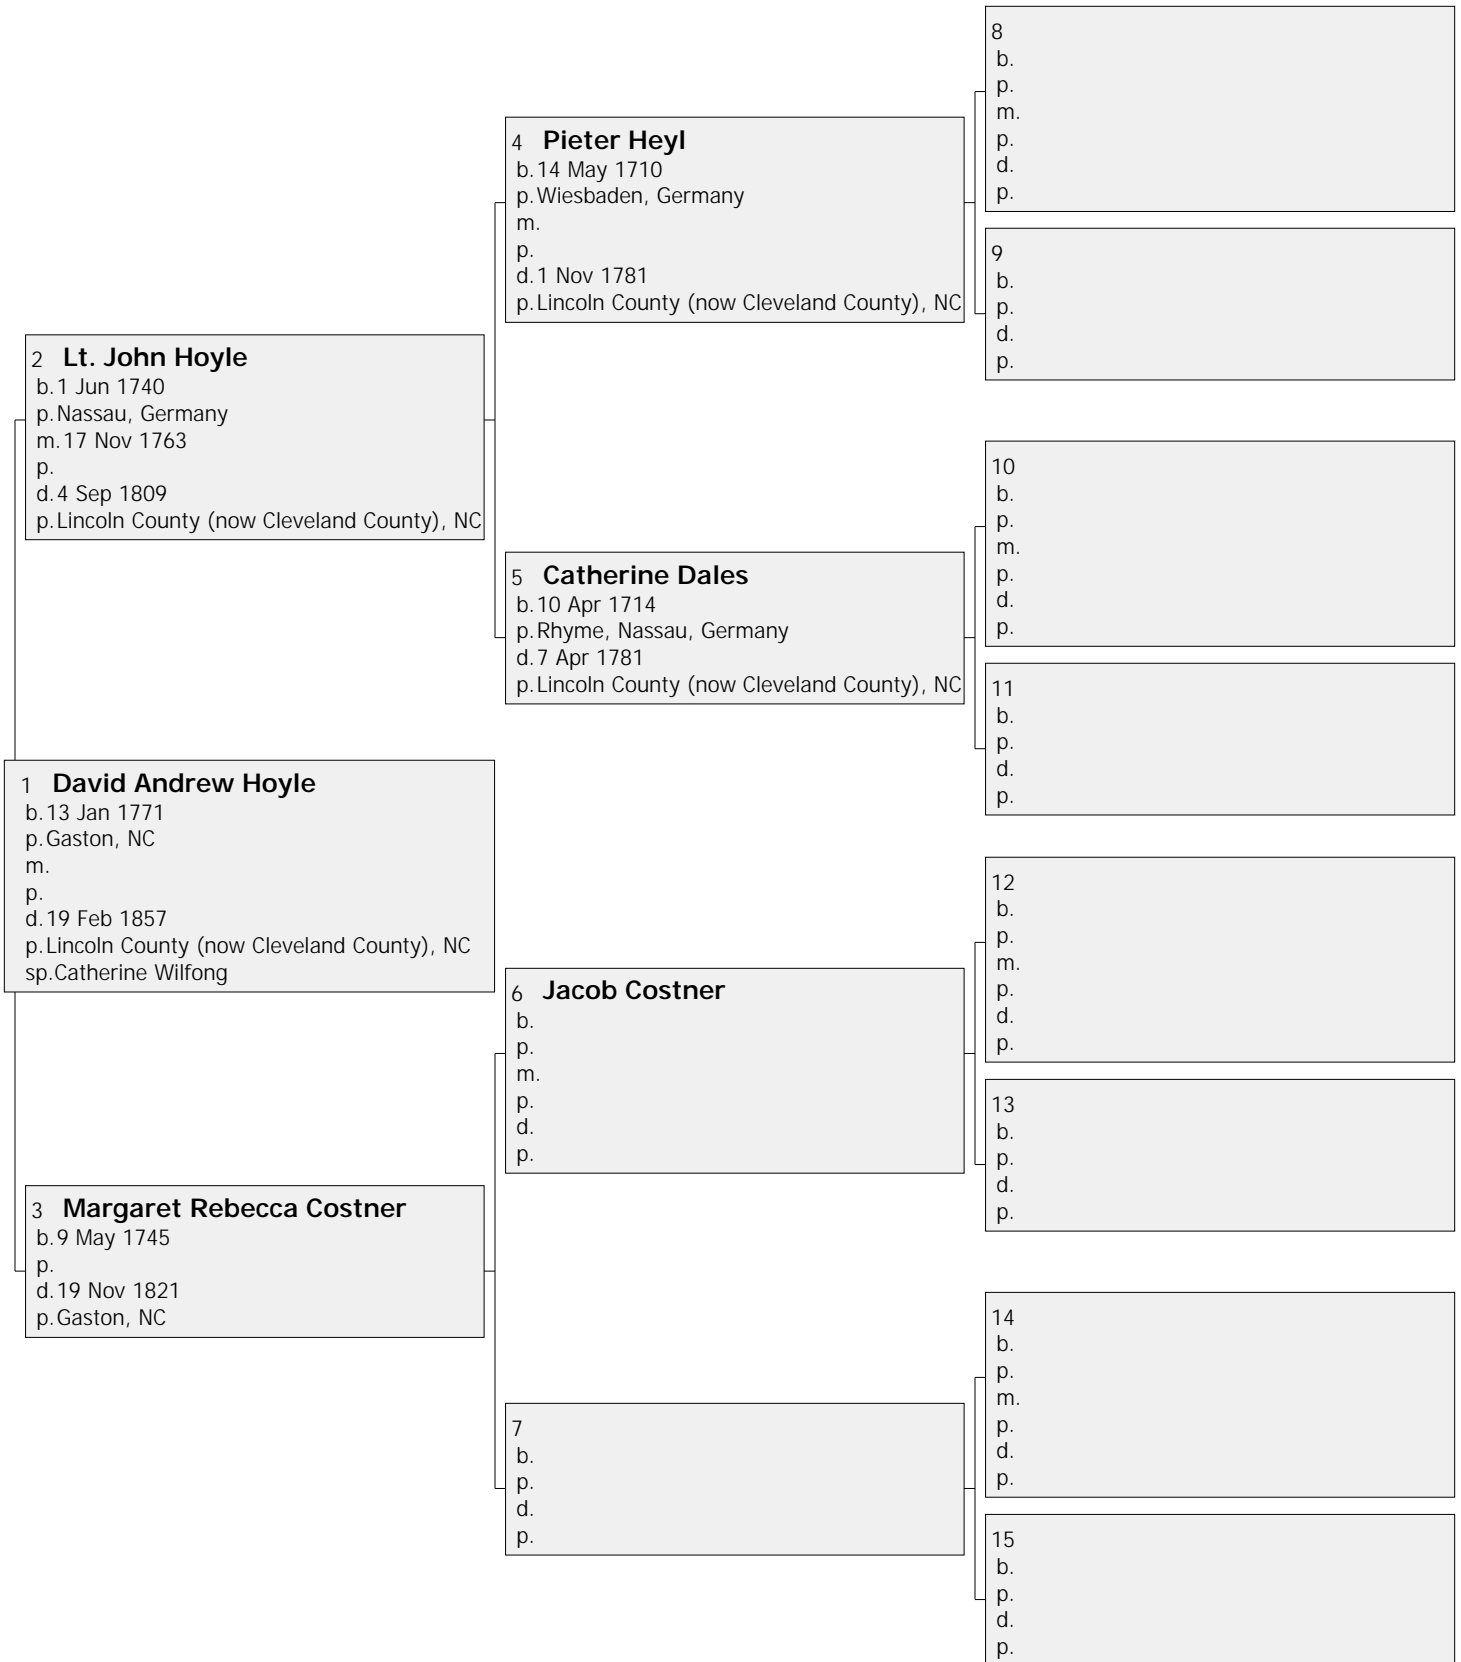 8
b.
p.
m.
p.
d.
p.
4 Pieter Heyl
b.14 May 1710
p.Wiesbaden, Germany
m.
p.
d.1 Nov 1781
p.Lincoln County (now Cleveland County), NC
9
b.
p.
d.
p.
2 Lt. John Hoyle
b.1 Jun 1740
p.Nassau, Germany
m.17 Nov 1763
p.
d.4 Sep 1809
p.Lincoln County (now Cleveland County), NC
10
b.
p.
m.
p.
d.
p.
5 Catherine Dales
b.10 Apr 1714
p.Rhyme, Nassau, Germany
d.7 Apr 1781
p.Lincoln County (now Cleveland County), NC
11
b.
p.
d.
p.
1 David Andrew Hoyle
b.13 Jan 1771
p.Gaston, NC
m.
p.
d.19 Feb 1857
p.Lincoln County (now Cleveland County), NC
sp.Catherine Wilfong
12
b.
p.
m.
p.
d.
p.
6 Jacob Costner
b.
p.
m.
p.
d.
p.
13
b.
p.
d.
p.
3 Margaret Rebecca Costner
b.9 May 1745
p.
d.19 Nov 1821
p.Gaston, NC
14
b.
p.
m.
p.
d.
p.
7
b.
p.
d.
p.
15
b.
p.
d.
p.